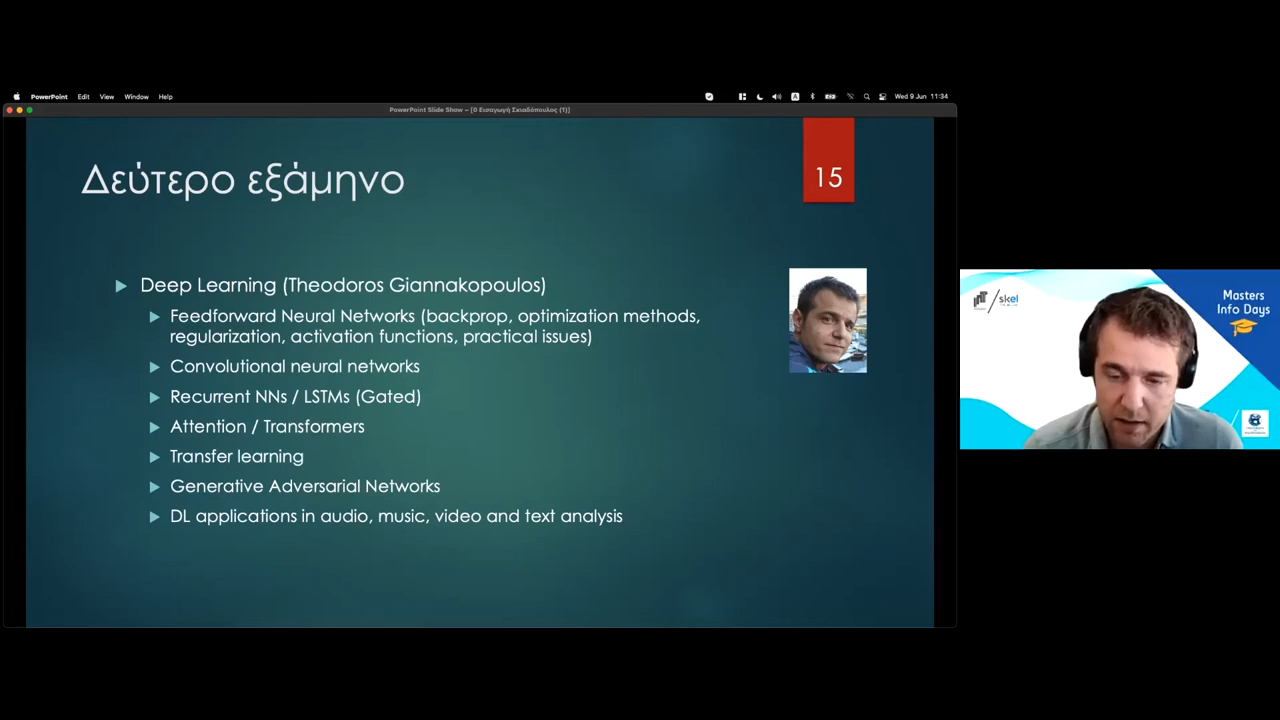 PowerPoint Edit View Window Help
Wed 9 Jun 11:34
PowerPoint Slide Show - [0 Εισαγωγή Σκιαδόπουλος (1)]
Δεύτερο εξάμηνο
15
Deep Learning (Theodoros Giannakopoulos)
Feedforward Neural Networks (backprop, optimization methods,
regularization, activation functions, practical issues)
Convolutional neural networks
Recurrent NNs / LSTMs (Gated)
Attention / Transformers
Transfer learning
Generative Adversarial Networks
DL applications in audio, music, video and text analysis
skel
Masters
Info Days